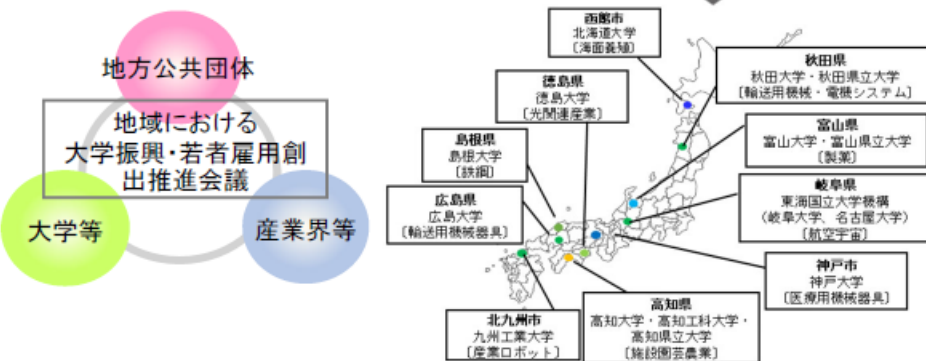 地方公共団体
地域における
大学振興・若者雇用創
出推進会議
大学等
産業界等
函館市
北海道大学
〔海面養殖〕
秋田県
秋田大学・秋田県立大学
〔輸送用機械・電機システム〕
徳島県
徳島大学
〔光関連産業〕
富山県
富山大学・富山県立大学
〔製薬〕
島根県
島根大学
〔鉄鋼〕
岐阜県
東海国立大学機構
（岐阜大学、名古屋大学）
〔航空宇宙〕
広島県
広島大学
〔輸送用機械器具〕
神戸市
神戸大学
〔医療用機械器具〕
高知県
高知大学・高知工科大学・
高知県立大学
〔施設園芸農業〕
北九州市
九州工業大学
〔産業ロボット〕